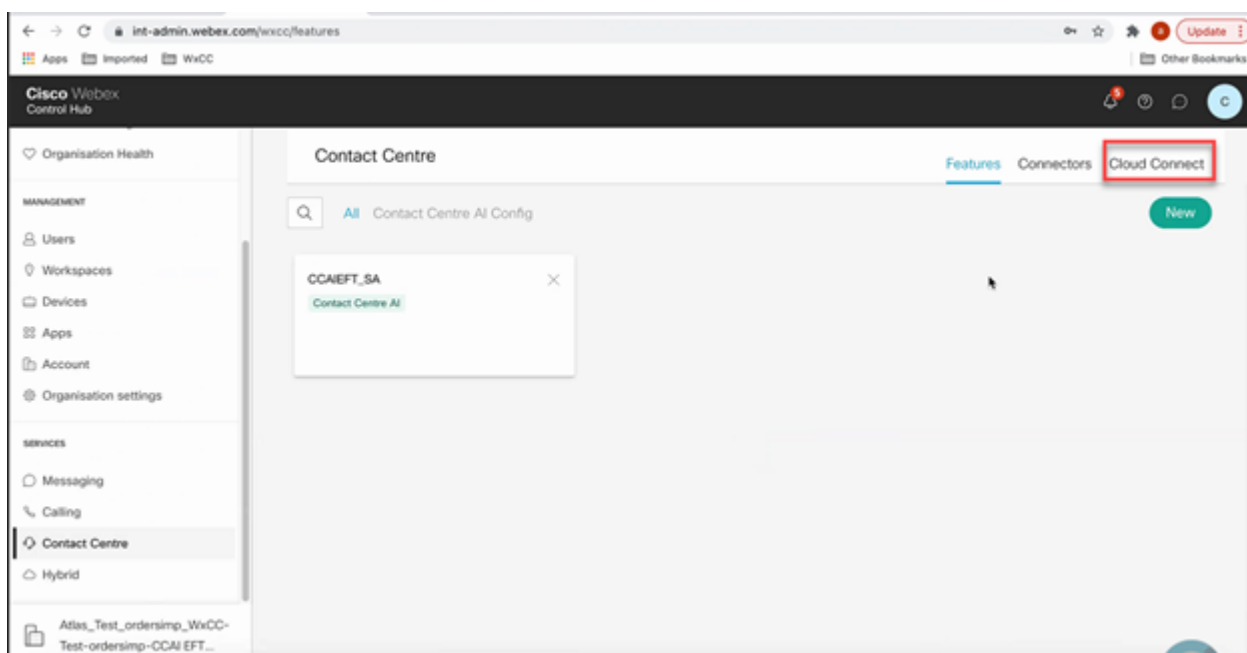 int-admin.webex.com/wxcc/features
Update
Apps Imported WxCC
Other Bookmarks
Cisco Webex
Control Hub
5
C
Organisation Health
Contact Centre
Features Connectors Cloud Connect
MANAGEMENT
All Contact Centre AI Config
New
Users
Workspaces
CCAIEFT_SA
Devices
Contact Centre AI
Apps
Account
Organisation settings
SERVICES
Messaging
Calling
Contact Centre
Hybrid
Atlas_Test_ordersimp_WxCC-
Test-ordersimp-CCAI EFT...